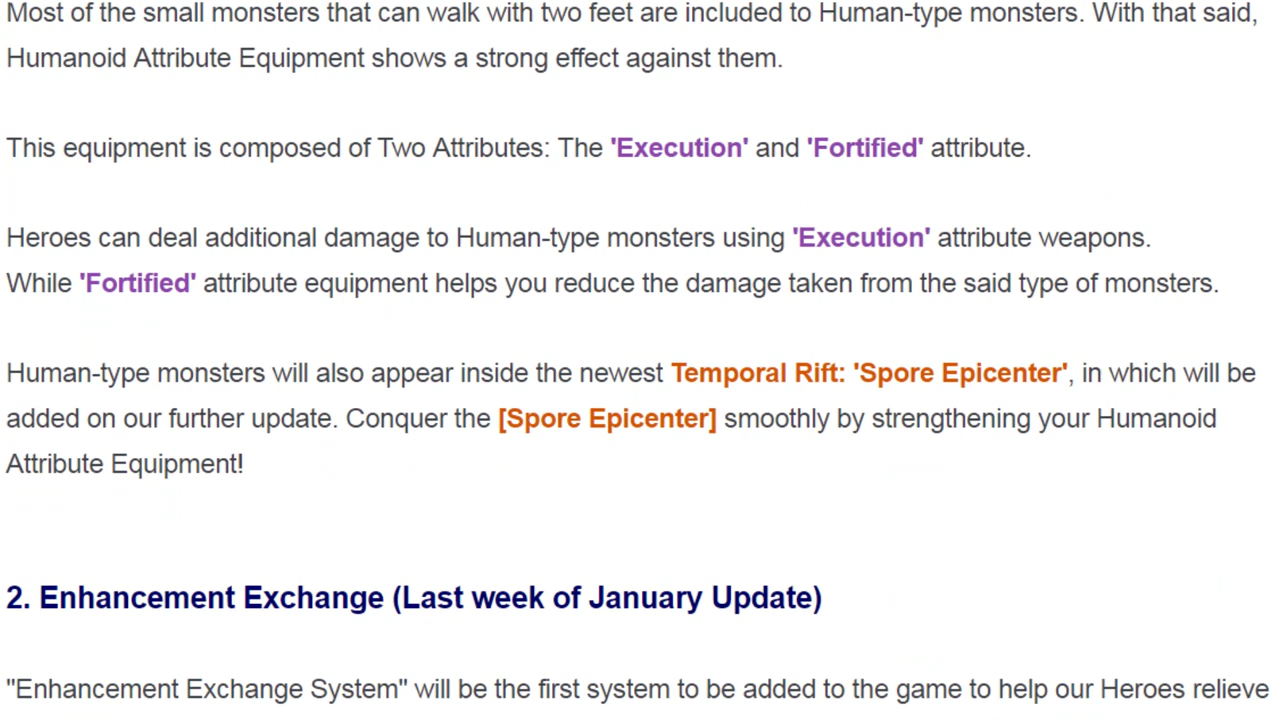 Most of the small monsters that can walk with two feet are included to Human-type monsters. With that said,
Humanoid Attribute Equipment shows a strong effect against them.
This equipment is composed of Two Attributes: The 'Execution' and 'Fortified' attribute.
Heroes can deal additional damage to Human-type monsters using 'Execution' attribute weapons.
While 'Fortified' attribute equipment helps you reduce the damage taken from the said type of monsters.
Human-type monsters will also appear inside the newest Temporal Rift: 'Spore Epicenter', in which will be
added on our further update. Conquer the [Spore Epicenter] smoothly by strengthening your Humanoid
Attribute Equipment!
2. Enhancement Exchange (Last week of January Update)
"Enhancement Exchange System" will be the first system to be added to the game to help our Heroes relieve